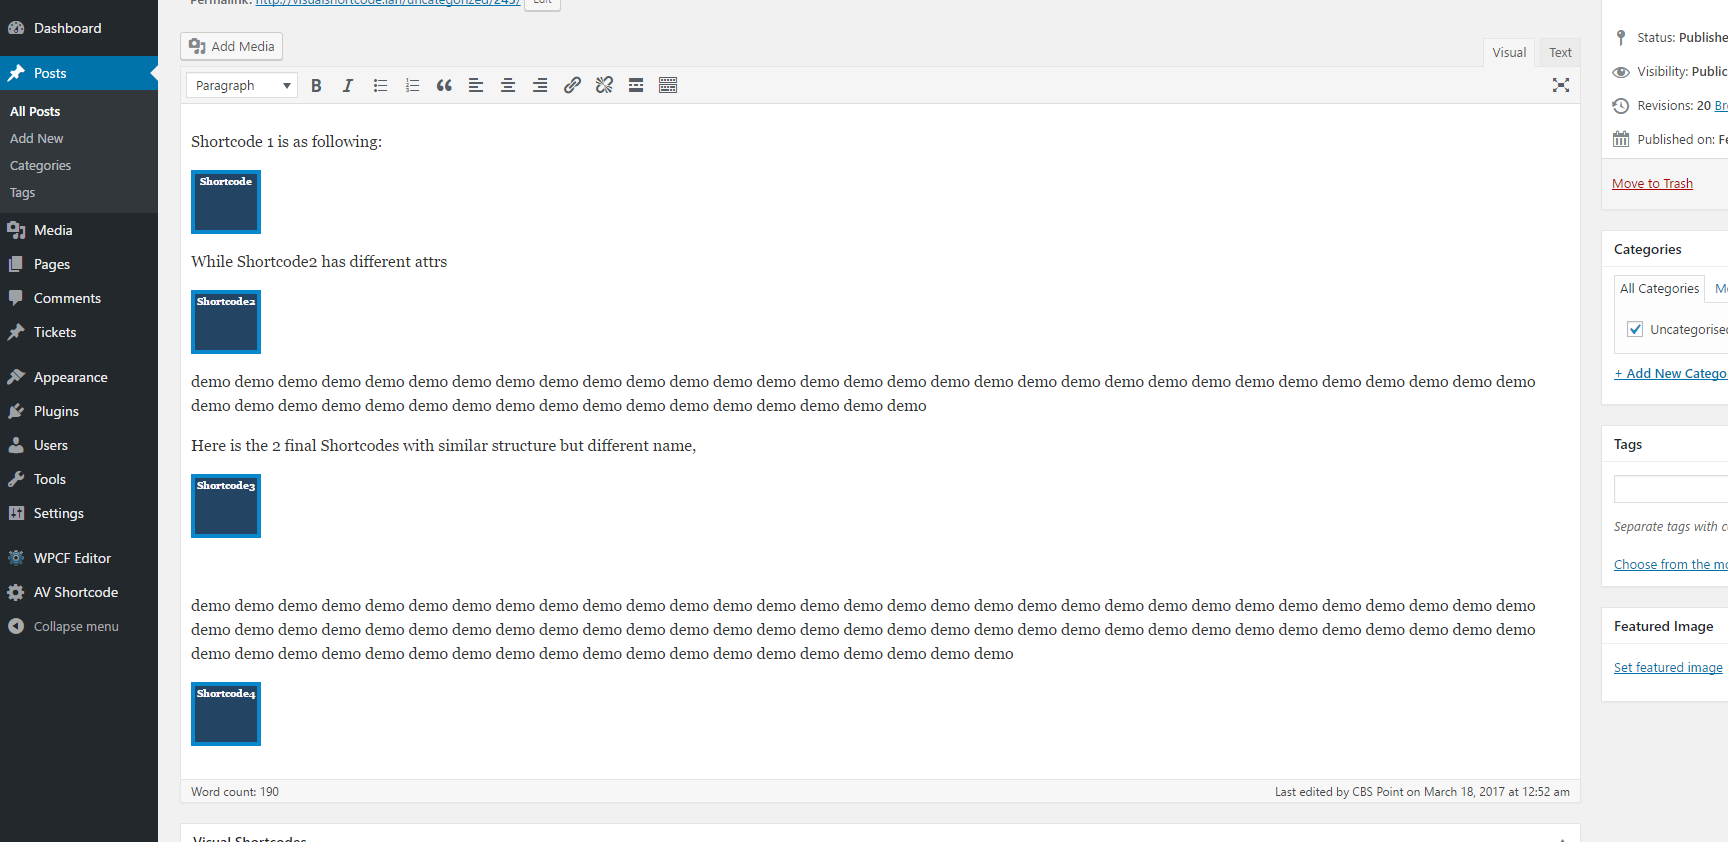 Dashboard
Posts
All Posts
Add New
Categories
Tags
Media
Pages
Comments
Tickets
Appearance
Plugins
Users
Tools
Settings
WPCF Editor
AV Shortcode
Collapse menu
Permalink: http://visualshortcode.lan/uncategorized/245/ Edit
Add Media
Visual Text
Paragraph
Shortcode 1 is as following:
Shortcode
While Shortcode2 has different attrs
Shortcode2
demo demo demo demo demo demo demo demo demo demo demo demo demo demo demo demo demo demo demo demo demo demo demo demo demo demo demo demo demo demo demo
demo demo demo demo demo demo demo demo demo demo demo demo demo demo demo demo demo
Here is the 2 final Shortcodes with similar structure but different name,
Shortcode3
demo demo demo demo demo demo demo demo demo demo demo demo demo demo demo demo demo demo demo demo demo demo demo demo demo demo demo demo demo demo demo
demo demo demo demo demo demo demo demo demo demo demo demo demo demo demo demo demo demo demo demo demo demo demo demo demo demo demo demo demo demo demo
demo demo demo demo demo demo demo demo demo demo demo demo demo demo demo demo demo demo demo
Shortcode4
Word count: 190
Last edited by CBS Point on March 18, 2017 at 12:52 am
Visual Shortcodes
Status: Publishe
Visibility: Public
Revisions: 20 Br
Published on: Fe
Move to Trash
Categories
All Categories Mo
Uncategorised
+ Add New Catego
Tags
Separate tags with c
Choose from the mo
Featured Image
Set featured image